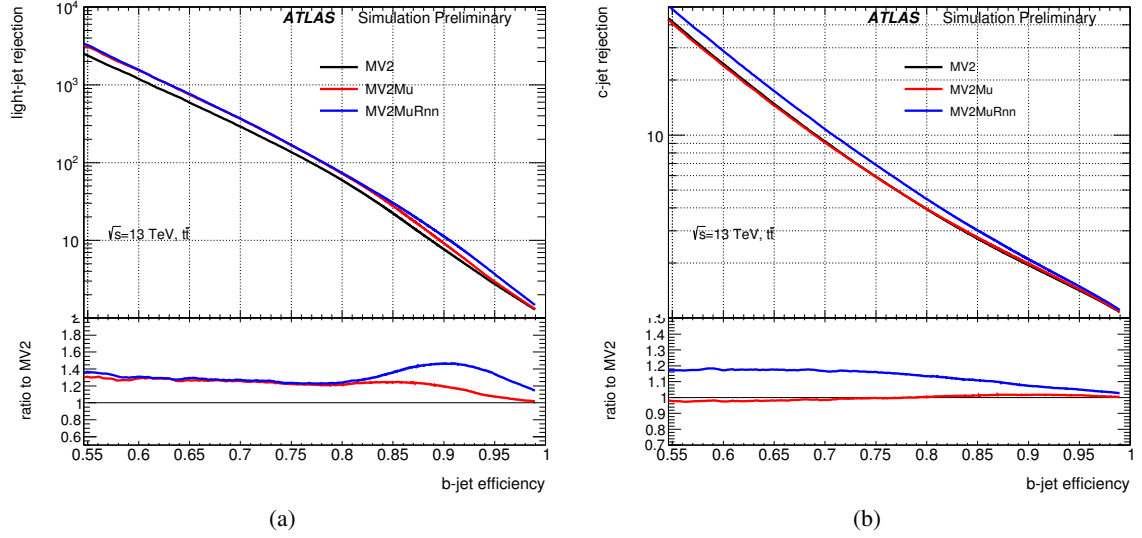 ATLAS Simulation Preliminary
light-jet rejection
10⁴
10³
10²
10
1
MV2
MV2Mu
MV2MuRnn
√s=13 TeV, tt̄
ratio to MV2
2
1.8
1.6
1.4
1.2
1
0.8
0.6
0.55 0.6 0.65 0.7 0.75 0.8 0.85 0.9 0.95 1
b-jet efficiency
(a)
ATLAS Simulation Preliminary
c-jet rejection
10
1
MV2
MV2Mu
MV2MuRnn
√s=13 TeV, tt̄
ratio to MV2
1.5
1.4
1.3
1.2
1.1
1
0.9
0.8
0.7
0.55 0.6 0.65 0.7 0.75 0.8 0.85 0.9 0.95 1
b-jet efficiency
(b)